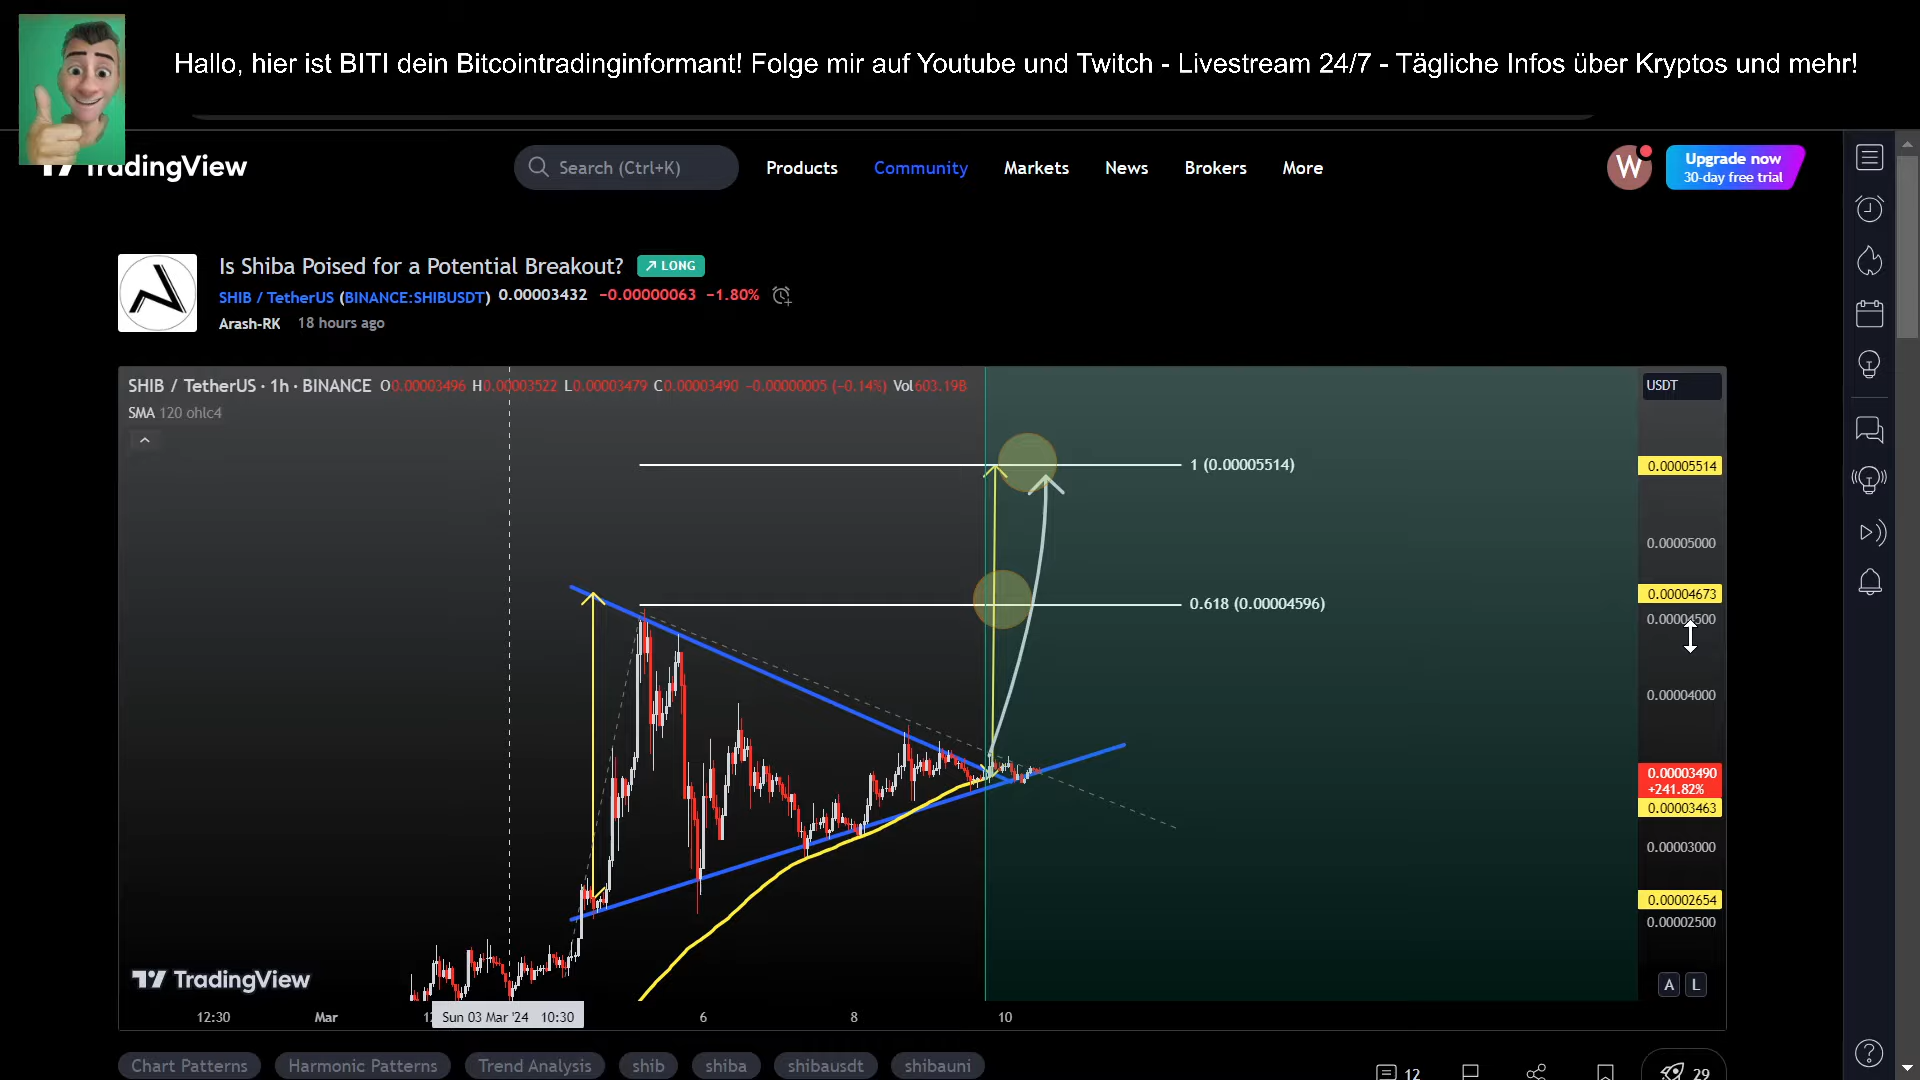 Hallo, hier ist BITI dein Bitcointradinginformant! Folge mir auf Youtube und Twitch - Livestream 24/7 - Tägliche Infos über Kryptos und mehr!
TradingView
Search (Ctrl+K)
Products
Community
Markets
News
Brokers
More
W
Upgrade now
30-day free trial
Is Shiba Poised for a Potential Breakout? LONG
SHIB / TetherUS (BINANCE:SHIBUSDT) 0.00003432 −0.00000063 −1.80%
Arash-RK 18 hours ago
SHIB / TetherUS · 1h · BINANCE O0.00003496 H0.00003522 L0.00003479 C0.00003490 −0.00000005 (−0.14%) Vol603.19B
USDT
SMA 120 ohlc4
1 (0.00005514)
0.00005514
0.00005000
0.00004673
0.618 (0.00004596)
0.00004500
0.00004000
0.00003490
+241.82%
0.00003463
0.00003000
0.00002654
0.00002500
TradingView
A L
12:30
Mar
Sun 03 Mar '24 10:30
6
8
10
Chart Patterns
Harmonic Patterns
Trend Analysis
shib
shiba
shibausdt
shibauni
12
29